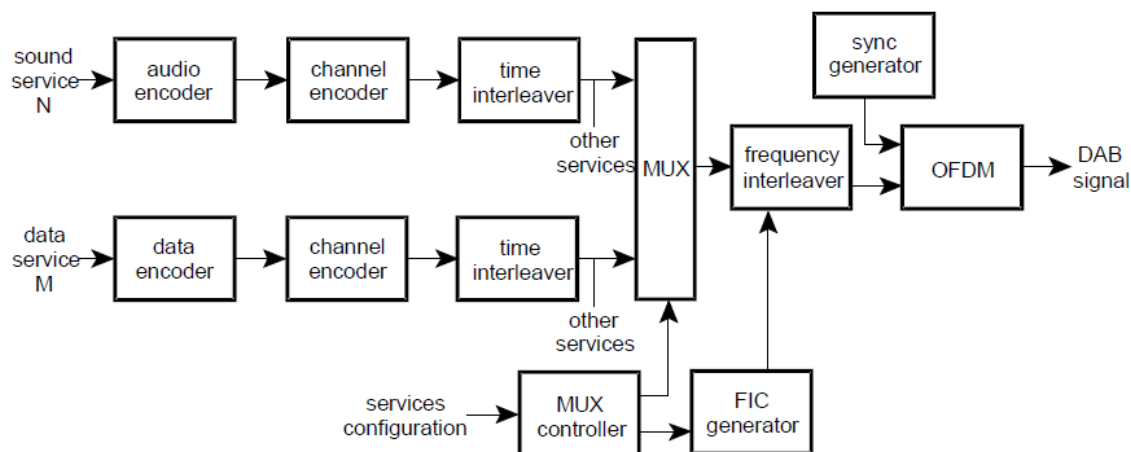 sound
service
N
audio
encoder
channel
encoder
time
interleaver
other
services
MUX
sync
generator
frequency
interleaver
OFDM
DAB
signal
data
service
M
data
encoder
channel
encoder
time
interleaver
other
services
services
configuration
MUX
controller
FIC
generator